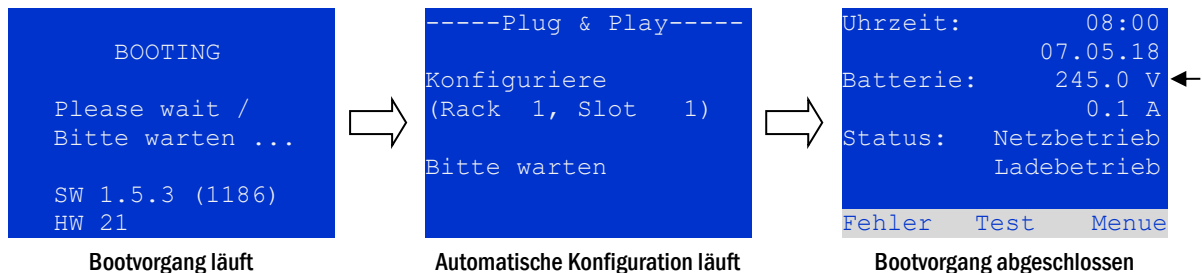 BOOTING
Please wait /
Bitte warten ...
SW 1.5.3 (1186)
HW 21
Bootvorgang läuft
-----Plug & Play-----
Konfiguriere
(Rack 1, Slot 1)
Bitte warten
Automatische Konfiguration läuft
Uhrzeit: 08:00
07.05.18
Batterie: 245.0 V
0.1 A
Status: Netzbetrieb
Ladebetrieb
Fehler Test Menue
Bootvorgang abgeschlossen